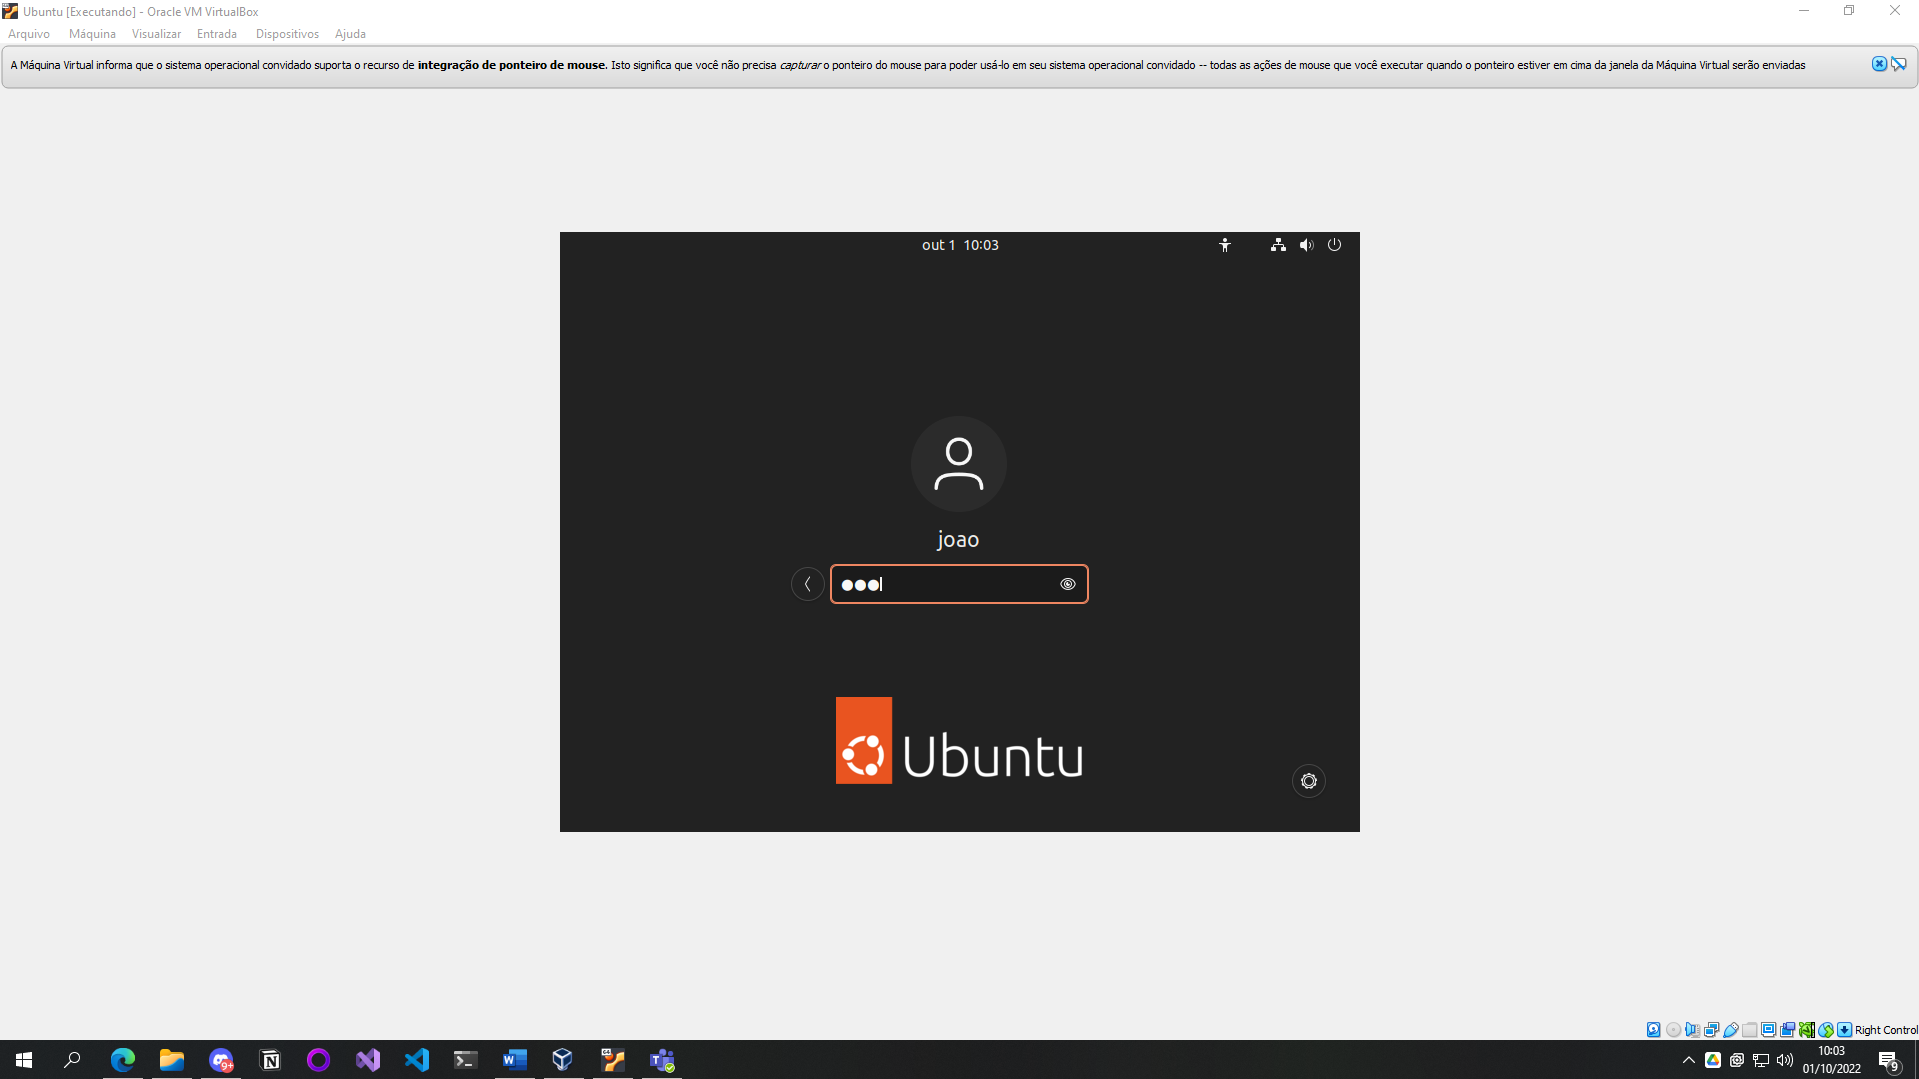 Ubuntu [Executando] - Oracle VM VirtualBox
Arquivo Máquina Visualizar Entrada Dispositivos Ajuda
A Máquina Virtual informa que o sistema operacional convidado suporta o recurso de integração de ponteiro de mouse. Isto significa que você não precisa capturar o ponteiro do mouse para poder usá-lo em seu sistema operacional convidado -- todas as ações de mouse que você executar quando o ponteiro estiver em cima da janela da Máquina Virtual serão enviadas
out 1 10:03
joao
Ubuntu
Right Control
9+
10:03
01/10/2022
9